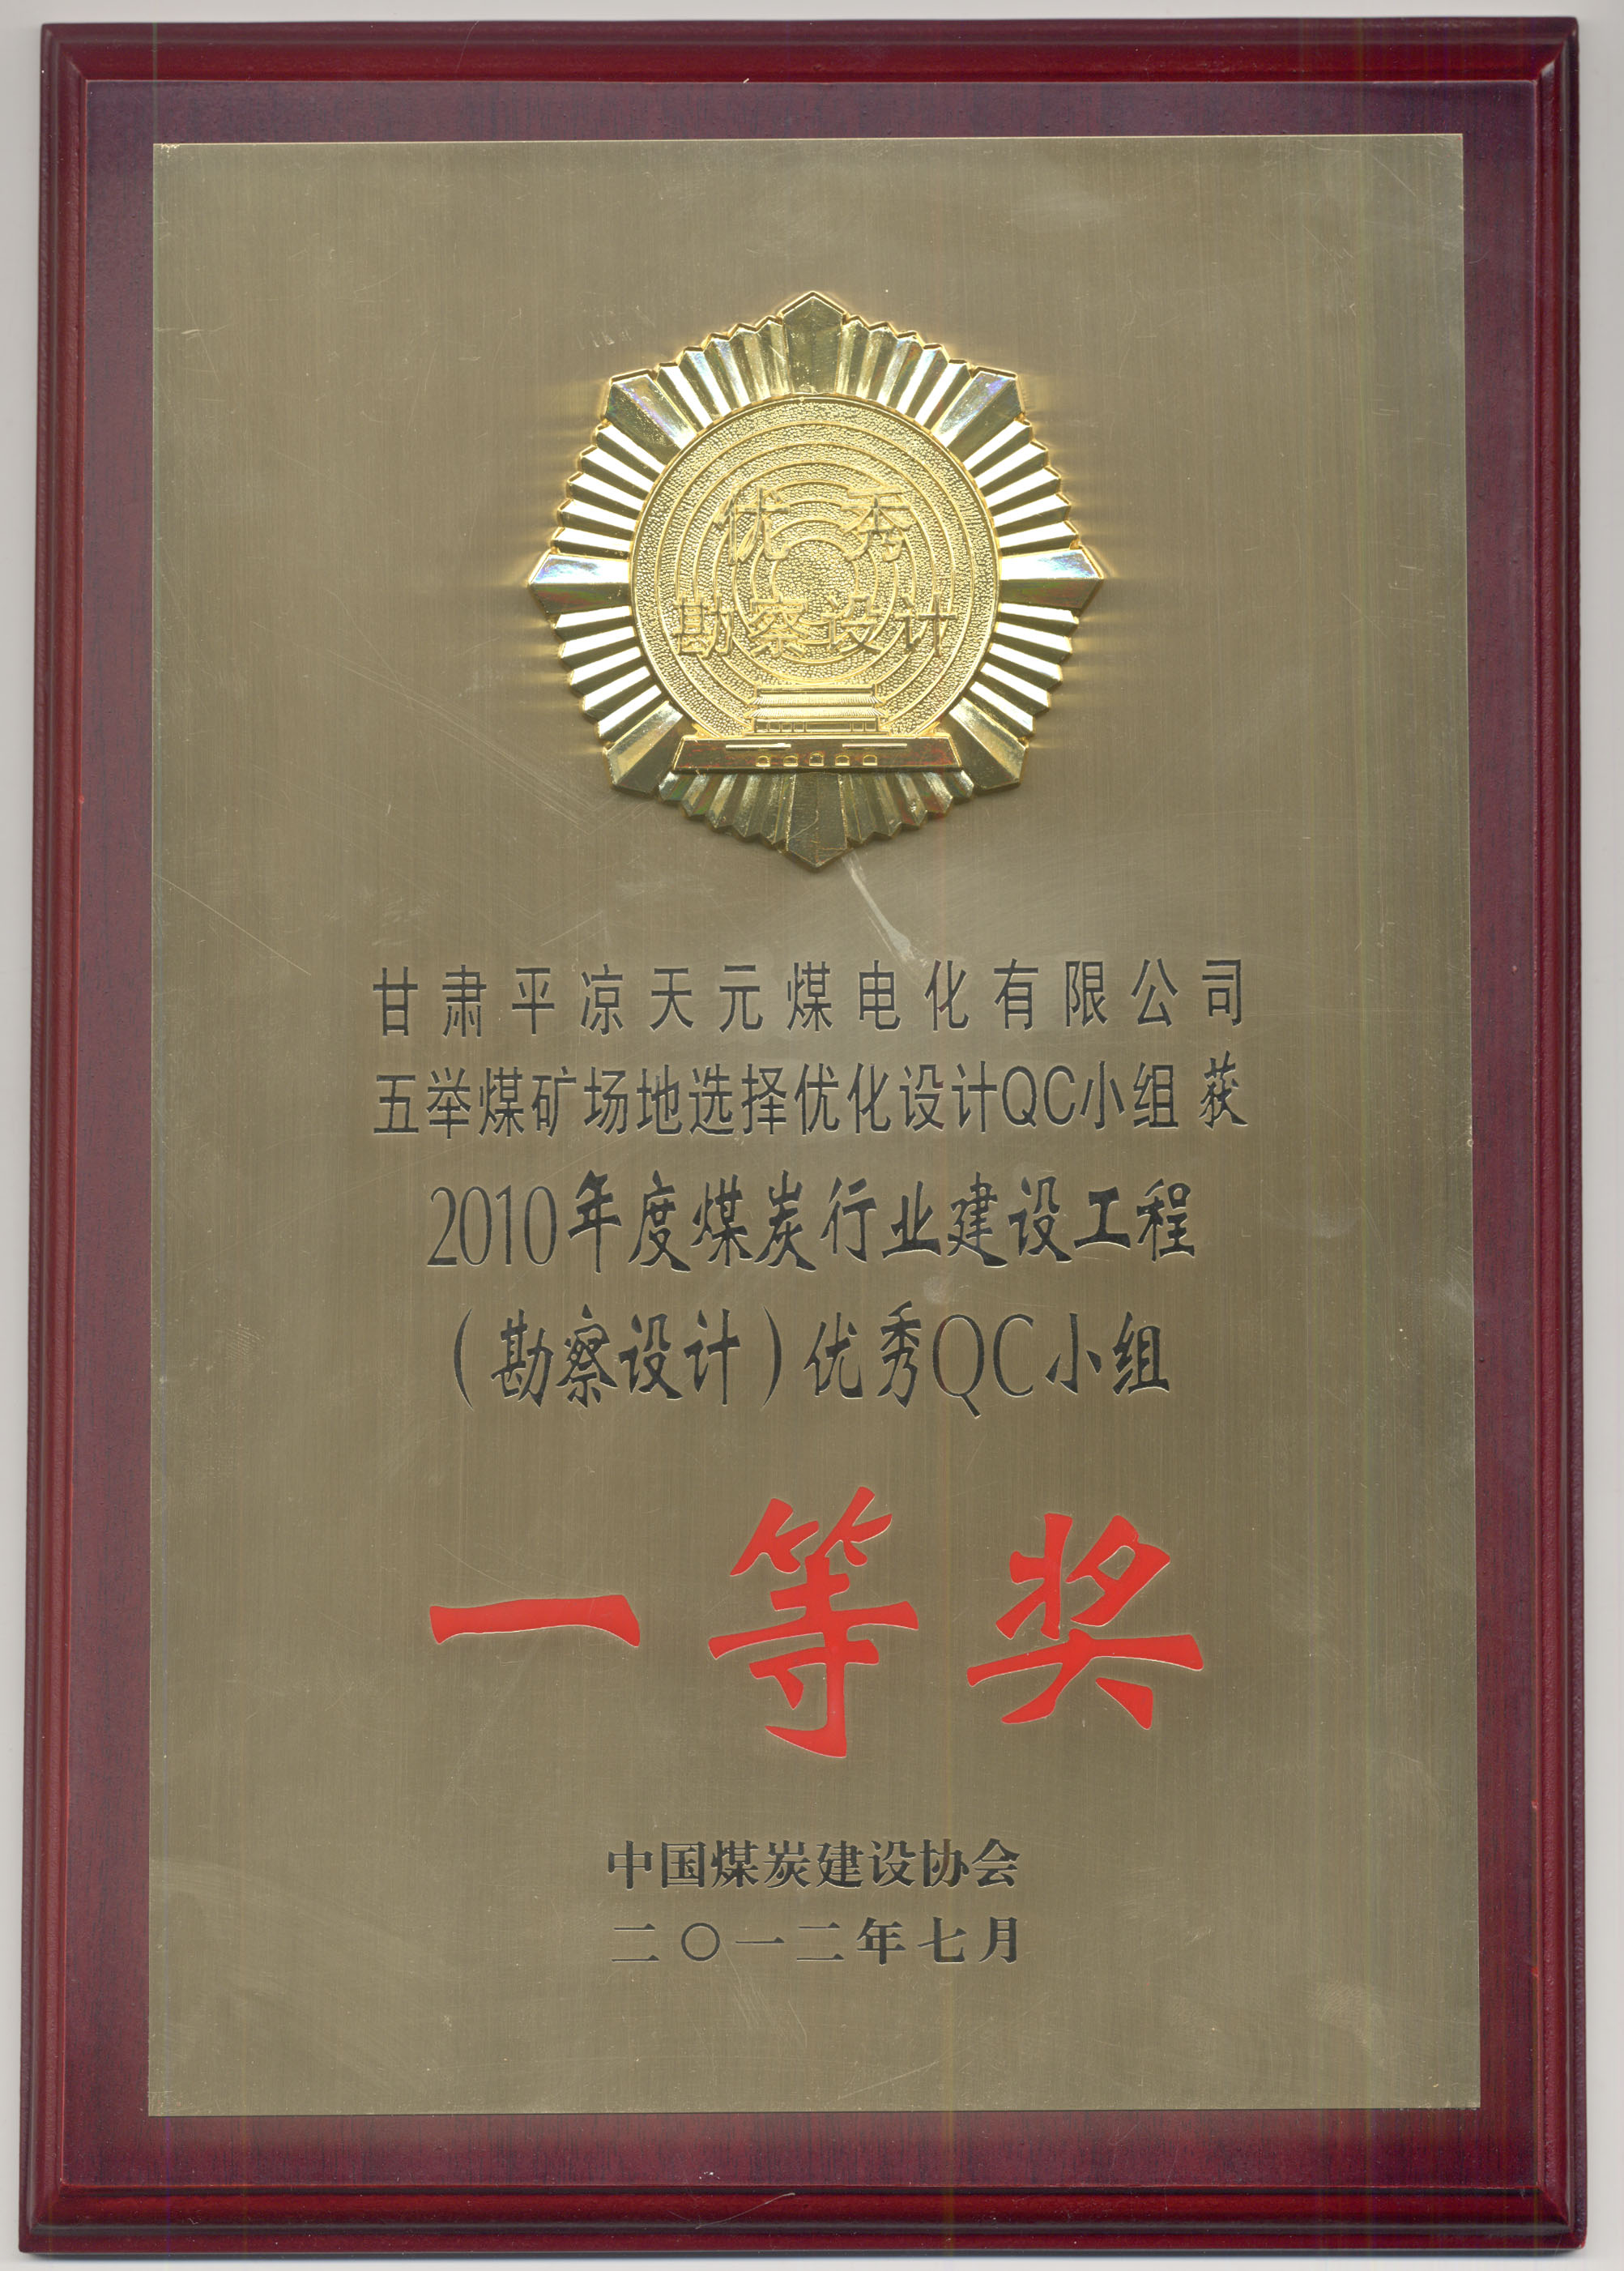 优秀
勘察设计
甘肃平凉天元煤电化有限公司
五举煤矿场地选择优化设计QC小组 获
2010年度煤炭行业建设工程
（勘察设计）优秀QC小组
一等奖
中国煤炭建设协会
二〇一二年七月